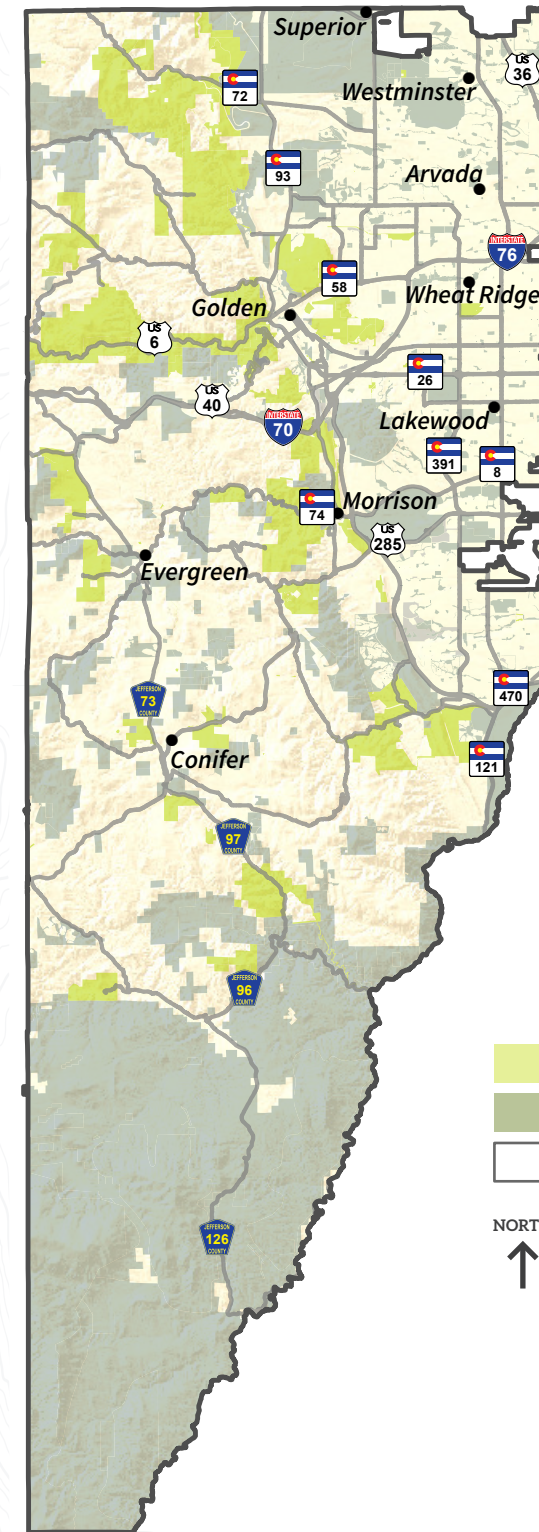 Superior
US
36
72
Westminster
93
Arvada
INTERSTATE
76
58
Wheat Ridge
Golden
US
6
26
US
40
INTERSTATE
70
Lakewood
391
8
74
Morrison
US
285
Evergreen
JEFFERSON
73
COUNTY
470
Conifer
121
JEFFERSON
97
COUNTY
JEFFERSON
96
COUNTY
NORT
JEFFERSON
126
COUNTY